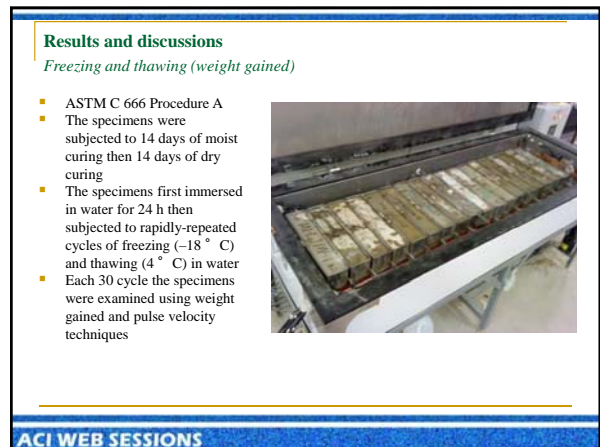 Results and discussions
Freezing and thawing (weight gained)
ASTM C 666 Procedure A
The specimens were
subjected to 14 days of moist
curing then 14 days of dry
curing
The specimens first immersed
in water for 24 h then
subjected to rapidly-repeated
cycles of freezing (–18 ° C)
and thawing (4 ° C) in water
Each 30 cycle the specimens
were examined using weight
gained and pulse velocity
techniques
ACI WEB SESSIONS